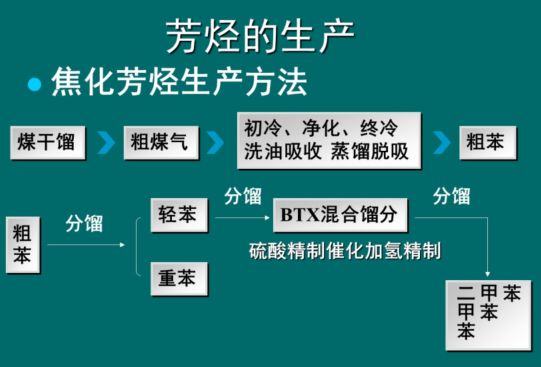 芳烃的生产
焦化芳烃生产方法
煤干馏
粗煤气
初冷、净化、终冷
洗油吸收 蒸馏脱吸
粗苯
粗
苯
分馏
轻苯
重苯
分馏
BTX混合馏分
硫酸精制催化加氢精制
分馏
二甲苯
甲苯
苯